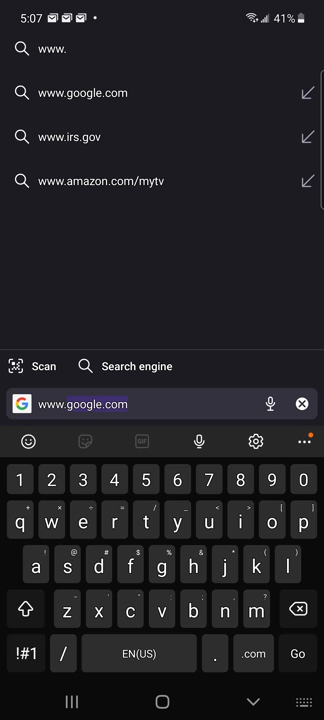 5:07 41%
www.
www.google.com
www.irs.gov
www.amazon.com/mytv
Scan Search engine
www.google.com
GIF
1 2 3 4 5 6 7 8 9 0
+ × ÷ = / _ < > [ ]
q w e r t y u i o p
! @ # $ % & * ( )
a s d f g h j k l
- ' " : ; , ?
z x c v b n m
!#1 / EN(US) . .com Go